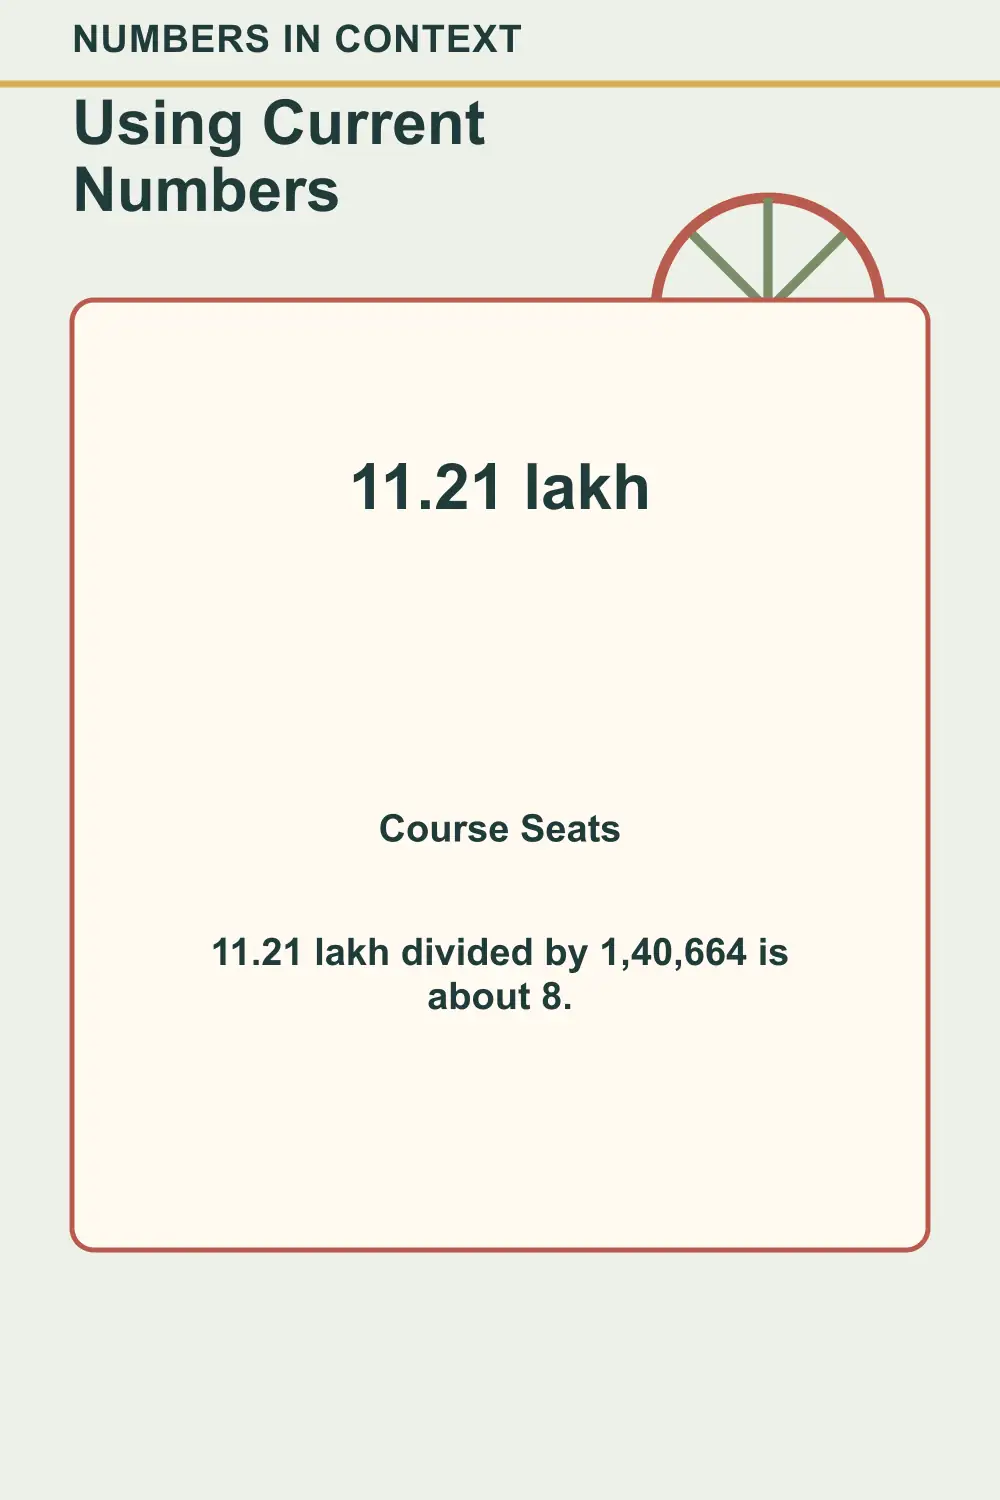 NUMBERS IN CONTEXT
Using Current
Numbers
11.21 lakh
Course Seats
11.21 lakh divided by 1,40,664 is
about 8.